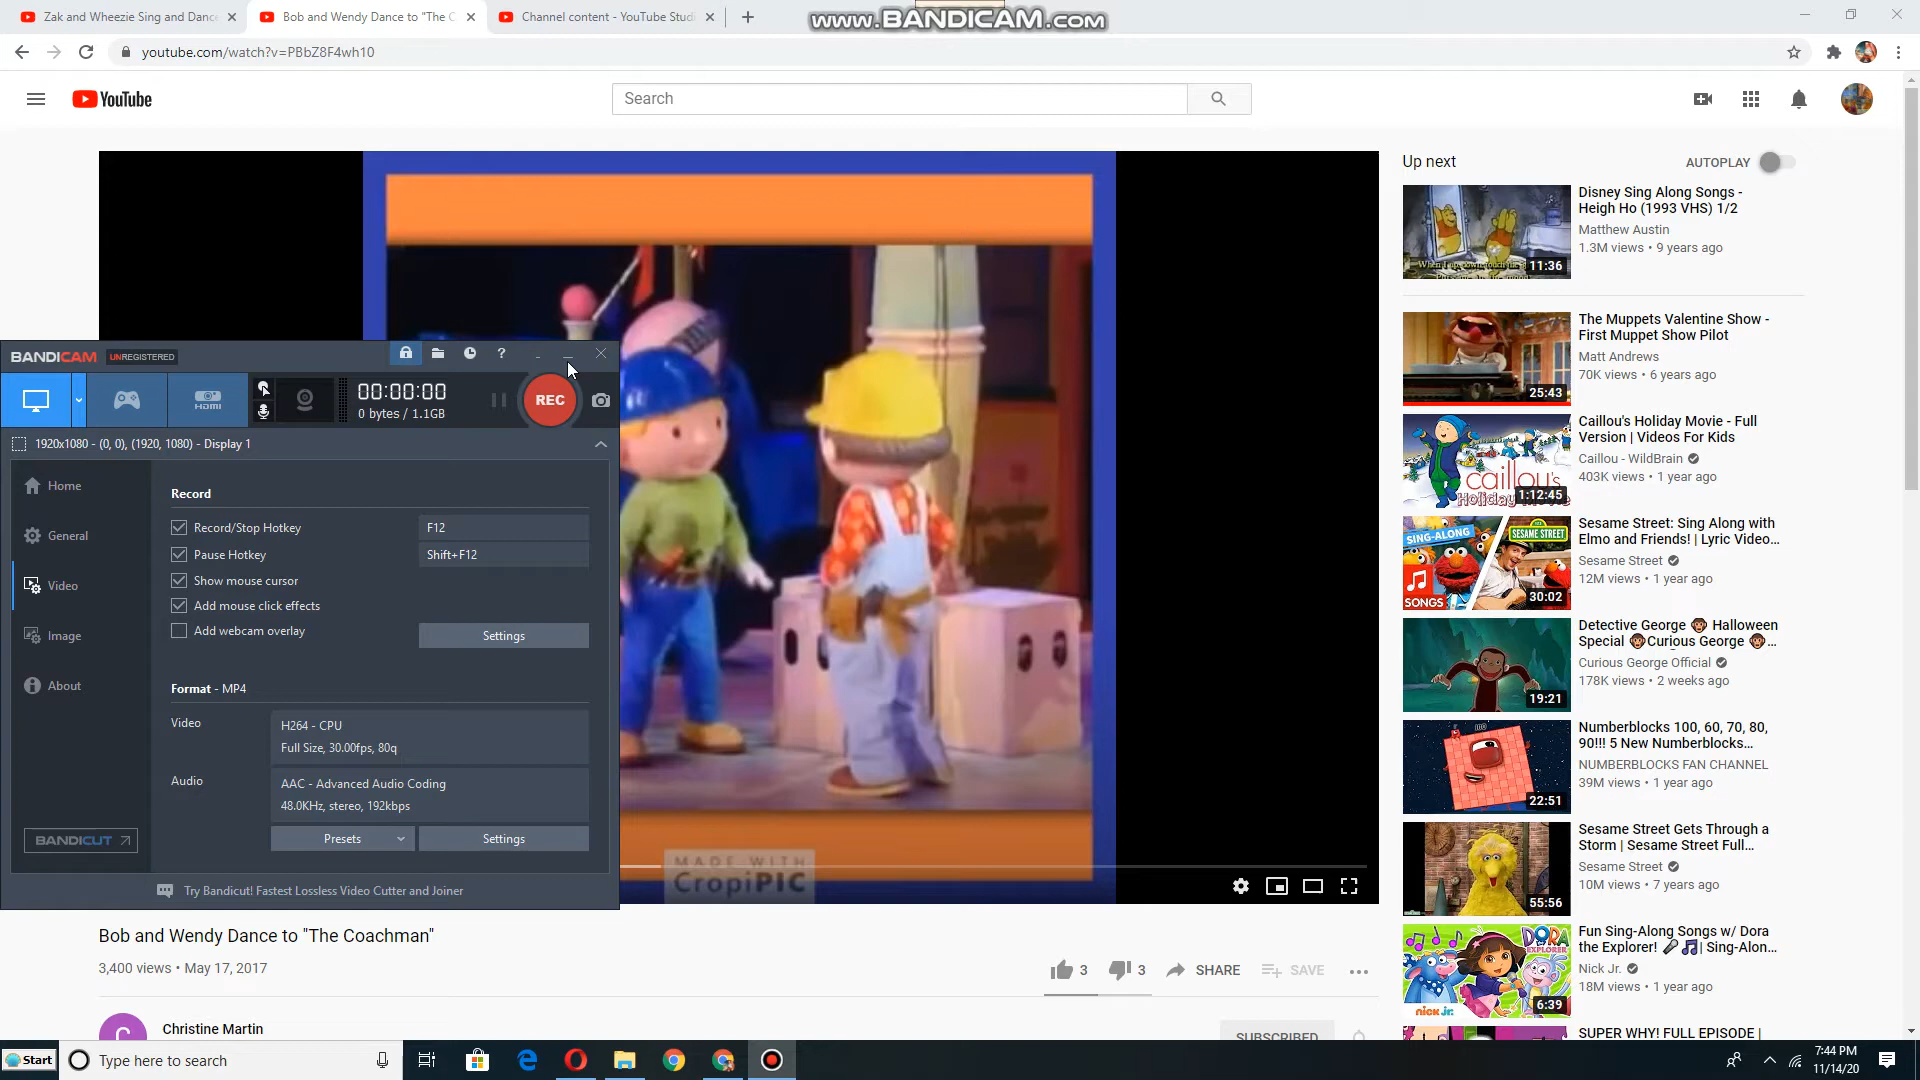 Zak and Wheezie Sing and Dance
Bob and Wendy Dance to "The C
Channel content - YouTube Studi
www.BANDICAM.com
youtube.com/watch?v=PBbZ8F4wh10
YouTube
Search
Up next
AUTOPLAY
Disney Sing Along Songs -
Heigh Ho (1993 VHS) 1/2
Matthew Austin
1.3M views • 9 years ago
11:36
The Muppets Valentine Show -
First Muppet Show Pilot
Matt Andrews
70K views • 6 years ago
25:43
Caillou's Holiday Movie - Full
Version | Videos For Kids
Caillou - WildBrain
403K views • 1 year ago
caillou's
Holiday Movie
1:12:45
Sesame Street: Sing Along with
Elmo and Friends! | Lyric Video...
Sesame Street
12M views • 1 year ago
SING-ALONG
SESAME STREET
SONGS
30:02
Detective George 🐵 Halloween
Special 🐵Curious George 🐵...
Curious George Official
178K views • 2 weeks ago
19:21
Numberblocks 100, 60, 70, 80,
90!!! 5 New Numberblocks...
NUMBERBLOCKS FAN CHANNEL
39M views • 1 year ago
22:51
Sesame Street Gets Through a
Storm | Sesame Street Full...
Sesame Street
10M views • 7 years ago
55:56
Fun Sing-Along Songs w/ Dora
the Explorer! 🎤🎵| Sing-Alon...
Nick Jr.
18M views • 1 year ago
DORA
nick jr.
6:39
SUPER WHY! FULL EPISODE |
BANDICAM UNREGISTERED
00:00:00
0 bytes / 1.1GB
REC
HDMI
1920x1080 - (0, 0), (1920, 1080) - Display 1
Home
General
Video
Image
About
BANDICUT
Record
Record/Stop Hotkey
F12
Pause Hotkey
Shift+F12
Show mouse cursor
Add mouse click effects
Add webcam overlay
Settings
Format - MP4
Video
H264 - CPU
Full Size, 30.00fps, 80q
Audio
AAC - Advanced Audio Coding
48.0KHz, stereo, 192kbps
Presets
Settings
Try Bandicut! Fastest Lossless Video Cutter and Joiner
MADE WITH
CropiPIC
Bob and Wendy Dance to "The Coachman"
3,400 views • May 17, 2017
3
3
SHARE
SAVE
C
Christine Martin
SUBSCRIBED
Start
Type here to search
7:44 PM
11/14/20